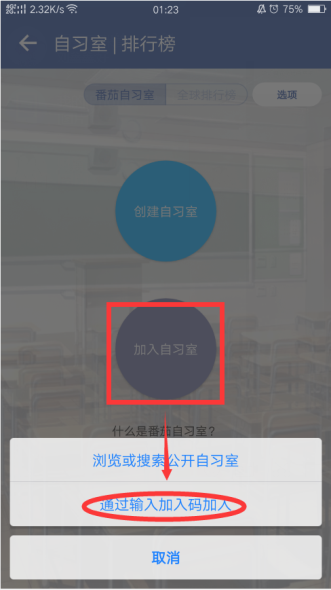 2.32K/s 01:23 75%
自习室 | 排行榜
番茄自习室 全球排行榜 选项
创建自习室
加入自习室
什么是番茄自习室?
浏览或搜索公开自习室
通过输入加入码加入
取消